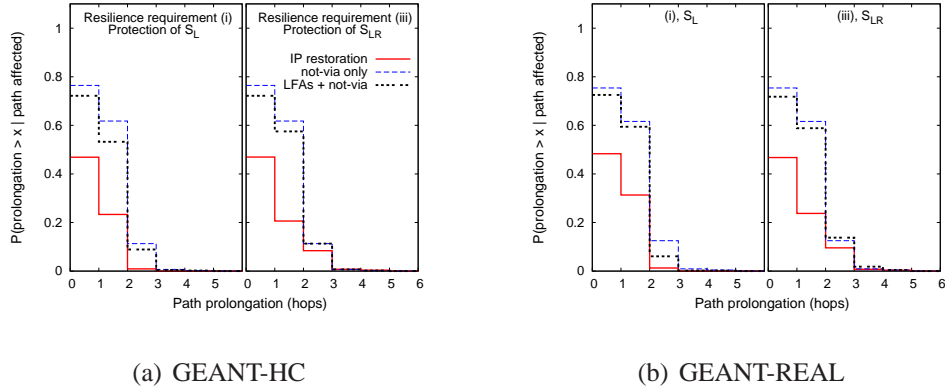 Resilience requirement (i)
Protection of S_L
Resilience requirement (iii)
Protection of S_LR
IP restoration
not-via only
LFAs + not-via
P(prolongation > x | path affected)
1
0.8
0.6
0.4
0.2
0
0 1 2 3 4 5 0 1 2 3 4 5 6
Path prolongation (hops)
(a) GEANT-HC
(i), S_L
(iii), S_LR
P(prolongation > x | path affected)
1
0.8
0.6
0.4
0.2
0
0 1 2 3 4 5 0 1 2 3 4 5 6
Path prolongation (hops)
(b) GEANT-REAL